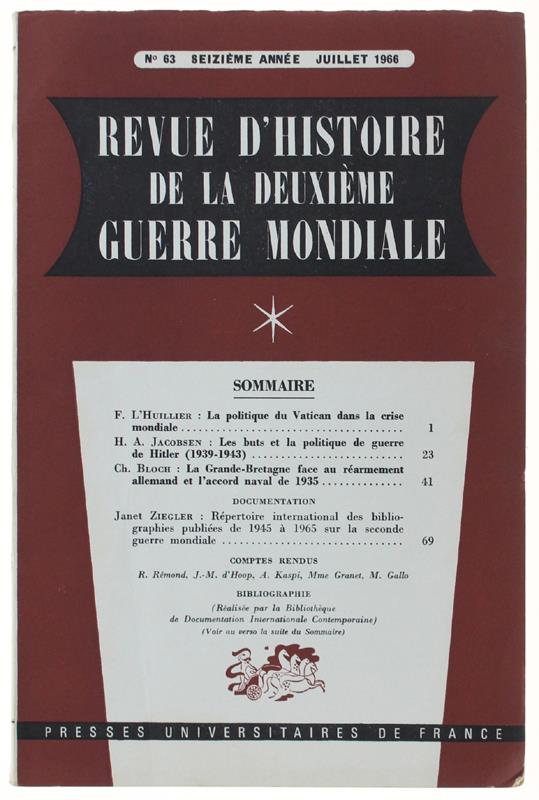 Nº 63 SEIZIÈME ANNÉE JUILLET 1966
REVUE D'HISTOIRE
DE LA DEUXIÈME
GUERRE MONDIALE
SOMMAIRE
F. L'HUILLIER : La politique du Vatican dans la crise
mondiale ........................................ 1
H. A. JACOBSEN : Les buts et la politique de guerre
de Hitler (1939-1943) ........................... 23
Ch. BLOCH : La Grande-Bretagne face au réarmement
allemand et l'accord naval de 1935 .............. 41
DOCUMENTATION
Janet ZIEGLER : Répertoire international des biblio-
graphies publiées de 1945 à 1965 sur la seconde
guerre mondiale ................................. 69
COMPTES RENDUS
R. Rémond, J.-M. d'Hoop, A. Kaspi, Mme Granet, M. Gallo
BIBLIOGRAPHIE
(Réalisée par la Bibliothèque
de Documentation Internationale Contemporaine)
(Voir au verso la suite du Sommaire)
PRESSES UNIVERSITAIRES DE FRANCE